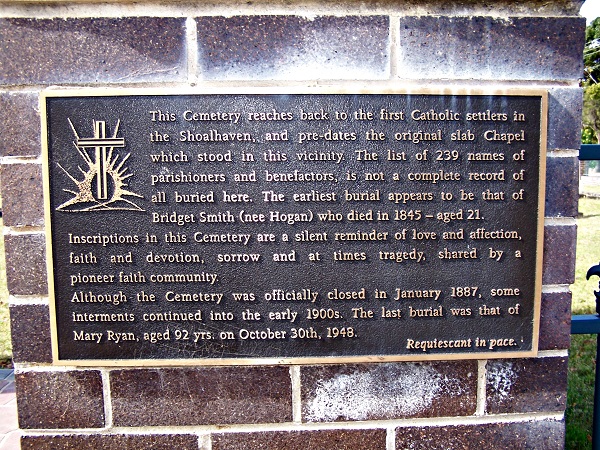 This Cemetery reaches back to the first Catholic settlers in
the Shoalhaven, and pre-dates the original slab Chapel
which stood in this vicinity. The list of 239 names of
parishioners and benefactors, is not a complete record of
all buried here. The earliest burial appears to be that of
Bridget Smith (nee Hogan) who died in 1845 – aged 21.
Inscriptions in this Cemetery are a silent reminder of love and affection,
faith and devotion, sorrow and at times tragedy, shared by a
pioneer faith community.
Although the Cemetery was officially closed in January 1887, some
interments continued into the early 1900s. The last burial was that of
Mary Ryan, aged 92 yrs. on October 30th, 1948.
Requiescant in pace.